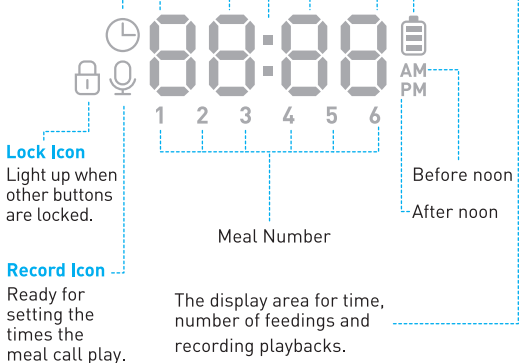 88:88
AM
PM
1 2 3 4 5 6
Lock Icon
Light up when
other buttons
are locked.
Before noon
After noon
Meal Number
Record Icon
Ready for
setting the
times the
meal call play.
The display area for time,
number of feedings and
recording playbacks.